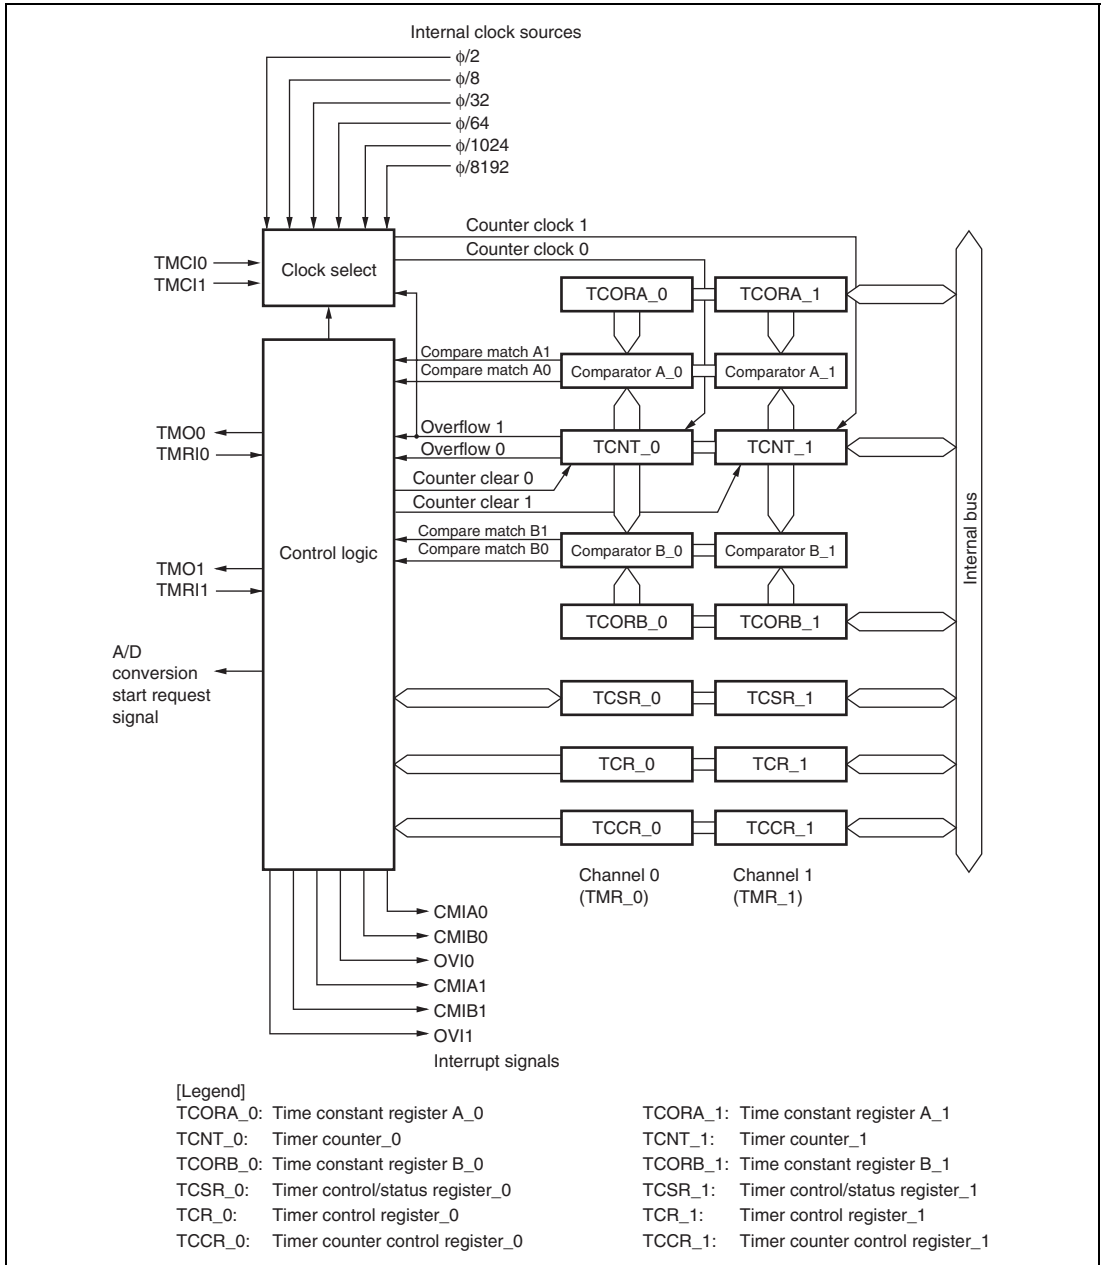 Internal clock sources
ϕ/2
ϕ/8
ϕ/32
ϕ/64
ϕ/1024
ϕ/8192
Counter clock 1
Counter clock 0
TMCI0
TMCI1
Clock select
TCORA_0
TCORA_1
Compare match A1
Compare match A0
Comparator A_0
Comparator A_1
TMO0
TMRI0
Overflow 1
Overflow 0
TCNT_0
TCNT_1
Counter clear 0
Counter clear 1
Compare match B1
Compare match B0
Comparator B_0
Comparator B_1
Control logic
Internal bus
TMO1
TMRI1
TCORB_0
TCORB_1
A/D
conversion
start request
signal
TCSR_0
TCSR_1
TCR_0
TCR_1
TCCR_0
TCCR_1
Channel 0
(TMR_0)
Channel 1
(TMR_1)
CMIA0
CMIB0
OVI0
CMIA1
CMIB1
OVI1
Interrupt signals
[Legend]
TCORA_0: Time constant register A_0
TCNT_0: Timer counter_0
TCORB_0: Time constant register B_0
TCSR_0: Timer control/status register_0
TCR_0: Timer control register_0
TCCR_0: Timer counter control register_0
TCORA_1: Time constant register A_1
TCNT_1: Timer counter_1
TCORB_1: Time constant register B_1
TCSR_1: Timer control/status register_1
TCR_1: Timer control register_1
TCCR_1: Timer counter control register_1